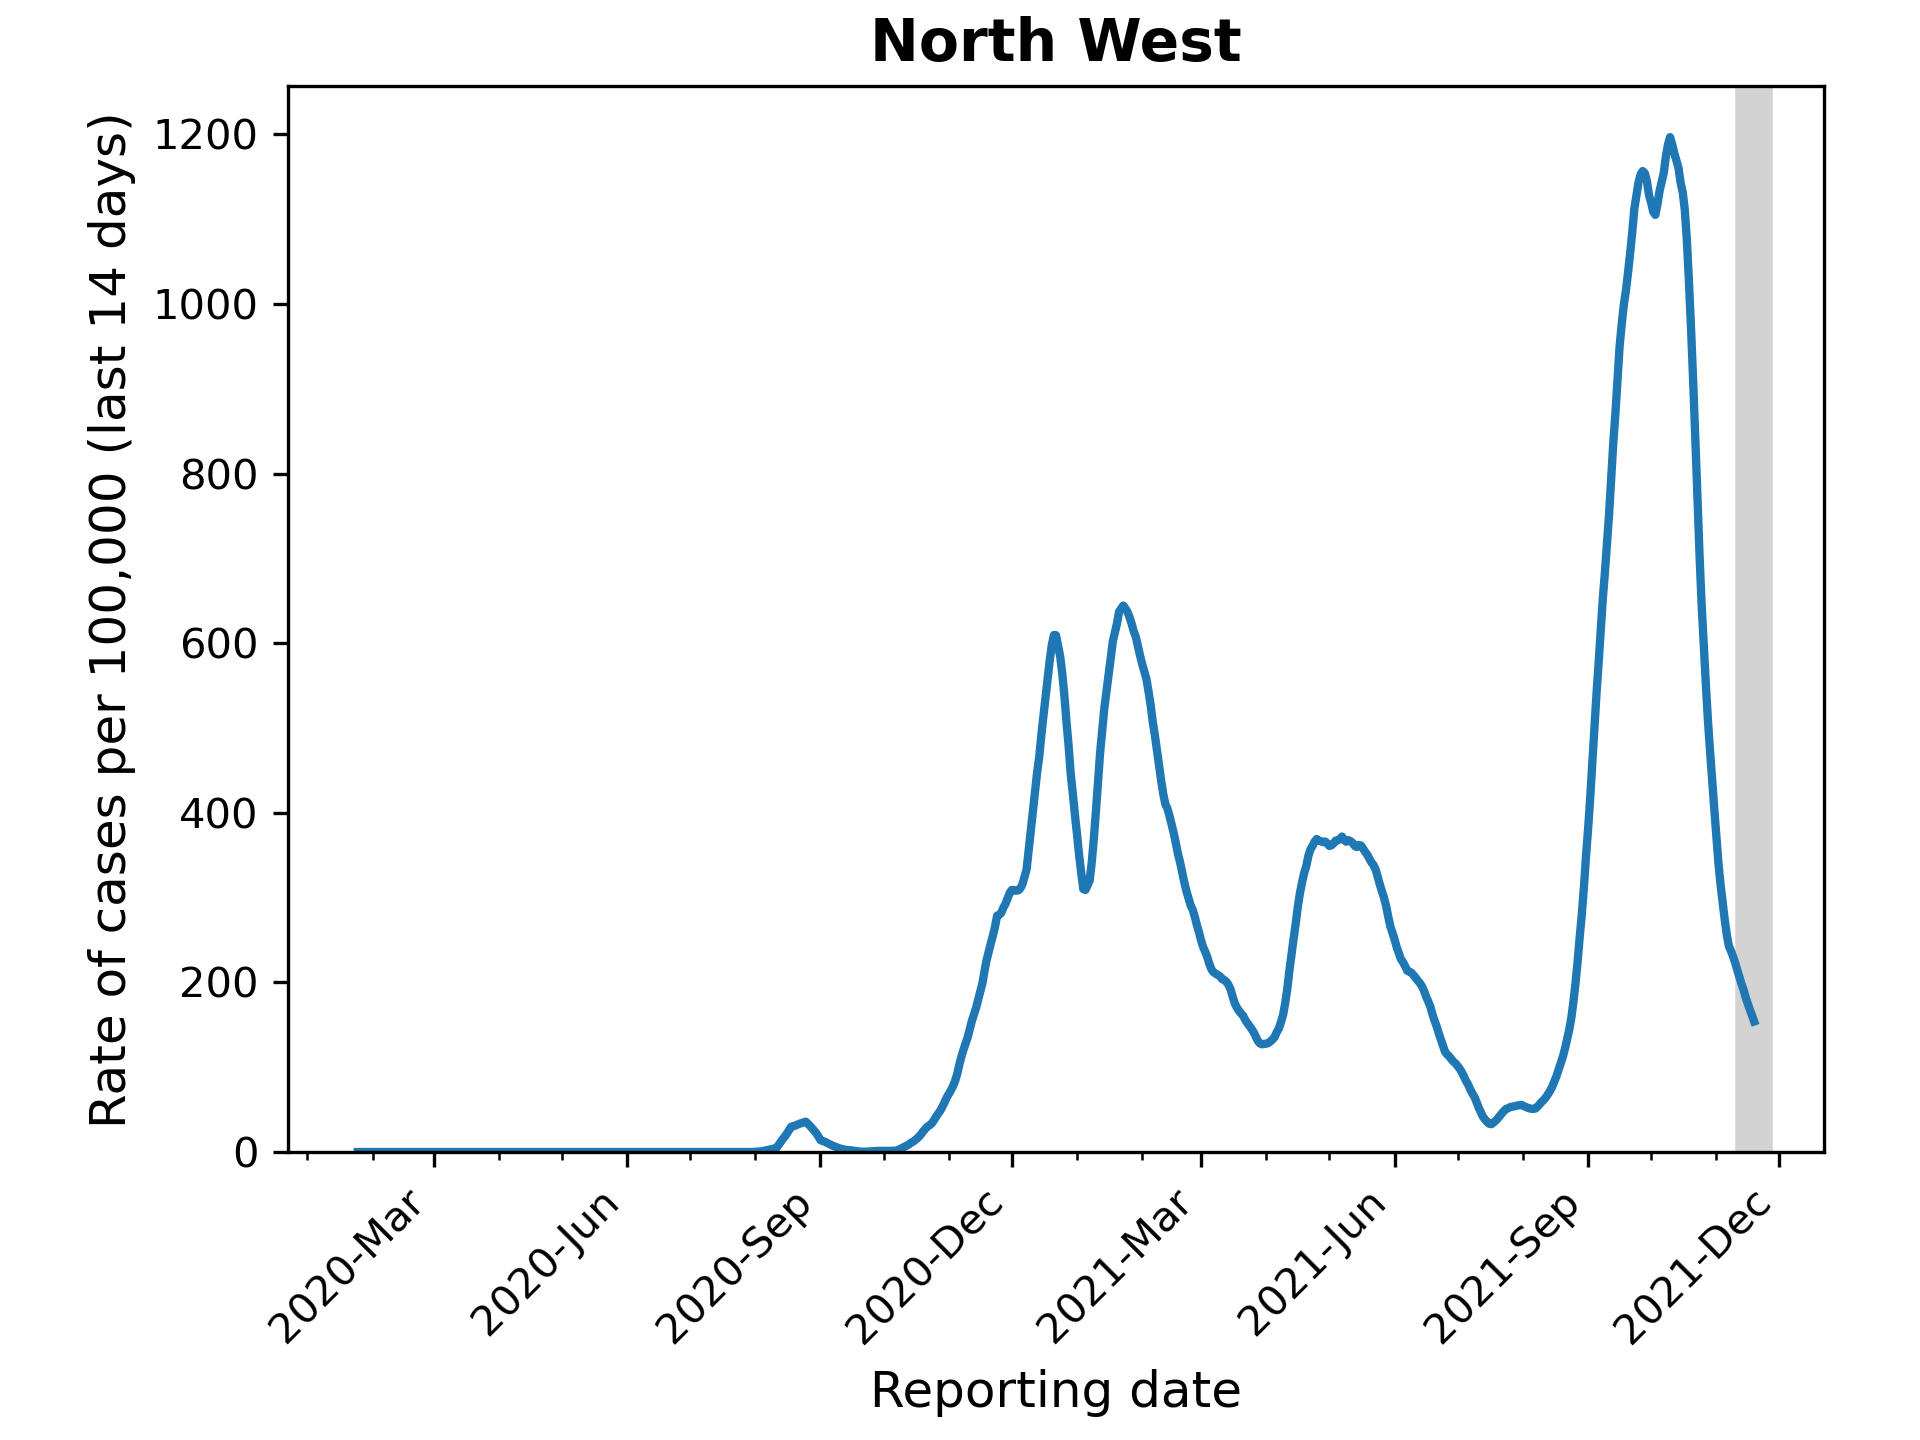 North West
Rate of cases per 100,000 (last 14 days)
1200
1000
800
600
400
200
0
2020-Mar
2020-Jun
2020-Sep
2020-Dec
2021-Mar
2021-Jun
2021-Sep
2021-Dec
Reporting date